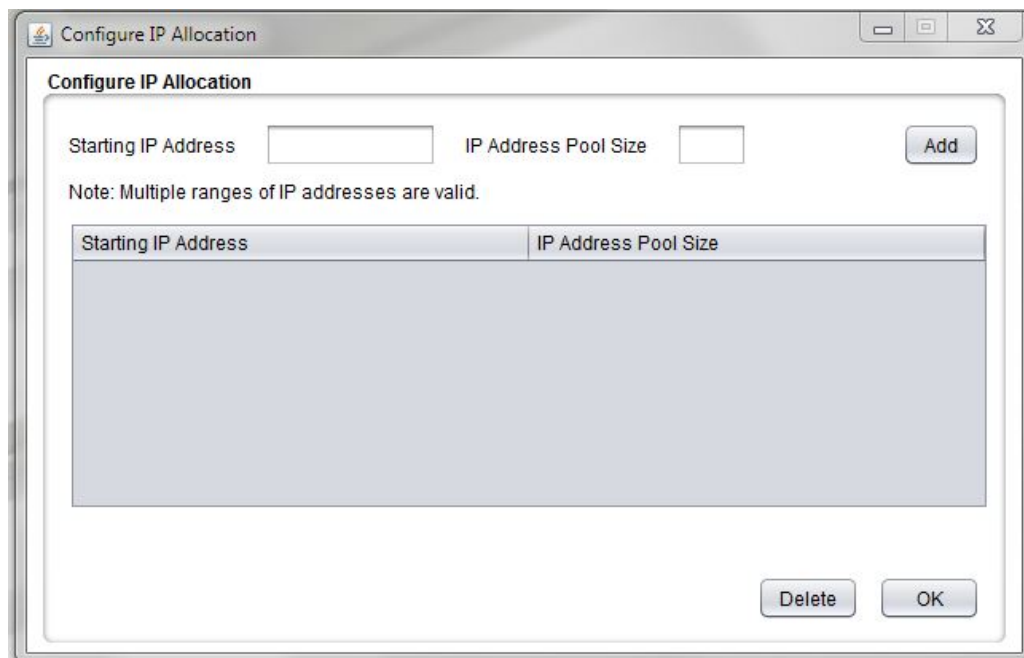 Configure IP Allocation
Configure IP Allocation
Starting IP Address IP Address Pool Size Add
Note: Multiple ranges of IP addresses are valid.
Starting IP Address IP Address Pool Size
Delete OK